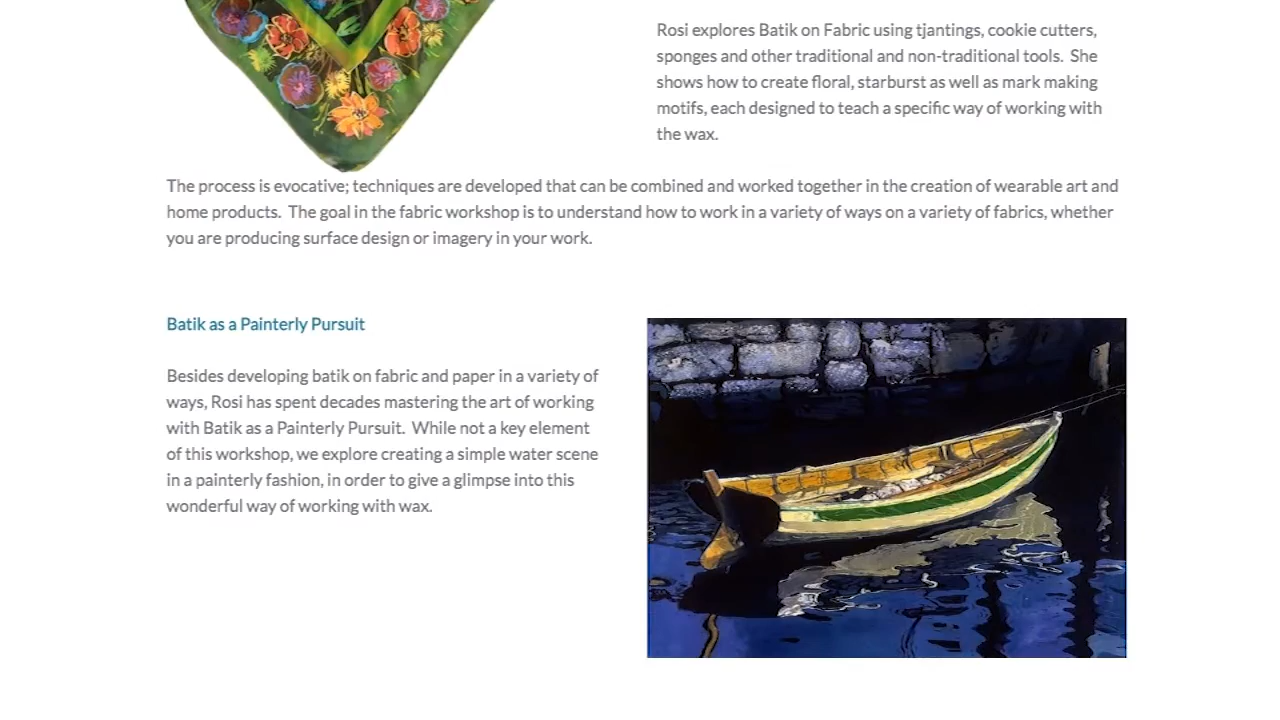 Rosi explores Batik on Fabric using tjantings, cookie cutters,
sponges and other traditional and non-traditional tools.  She
shows how to create floral, starburst as well as mark making
motifs, each designed to teach a specific way of working with
the wax.
The process is evocative; techniques are developed that can be combined and worked together in the creation of wearable art and
home products.  The goal in the fabric workshop is to understand how to work in a variety of ways on a variety of fabrics, whether
you are producing surface design or imagery in your work.
Batik as a Painterly Pursuit
Besides developing batik on fabric and paper in a variety of
ways, Rosi has spent decades mastering the art of working
with Batik as a Painterly Pursuit.  While not a key element
of this workshop, we explore creating a simple water scene
in a painterly fashion, in order to give a glimpse into this
wonderful way of working with wax.